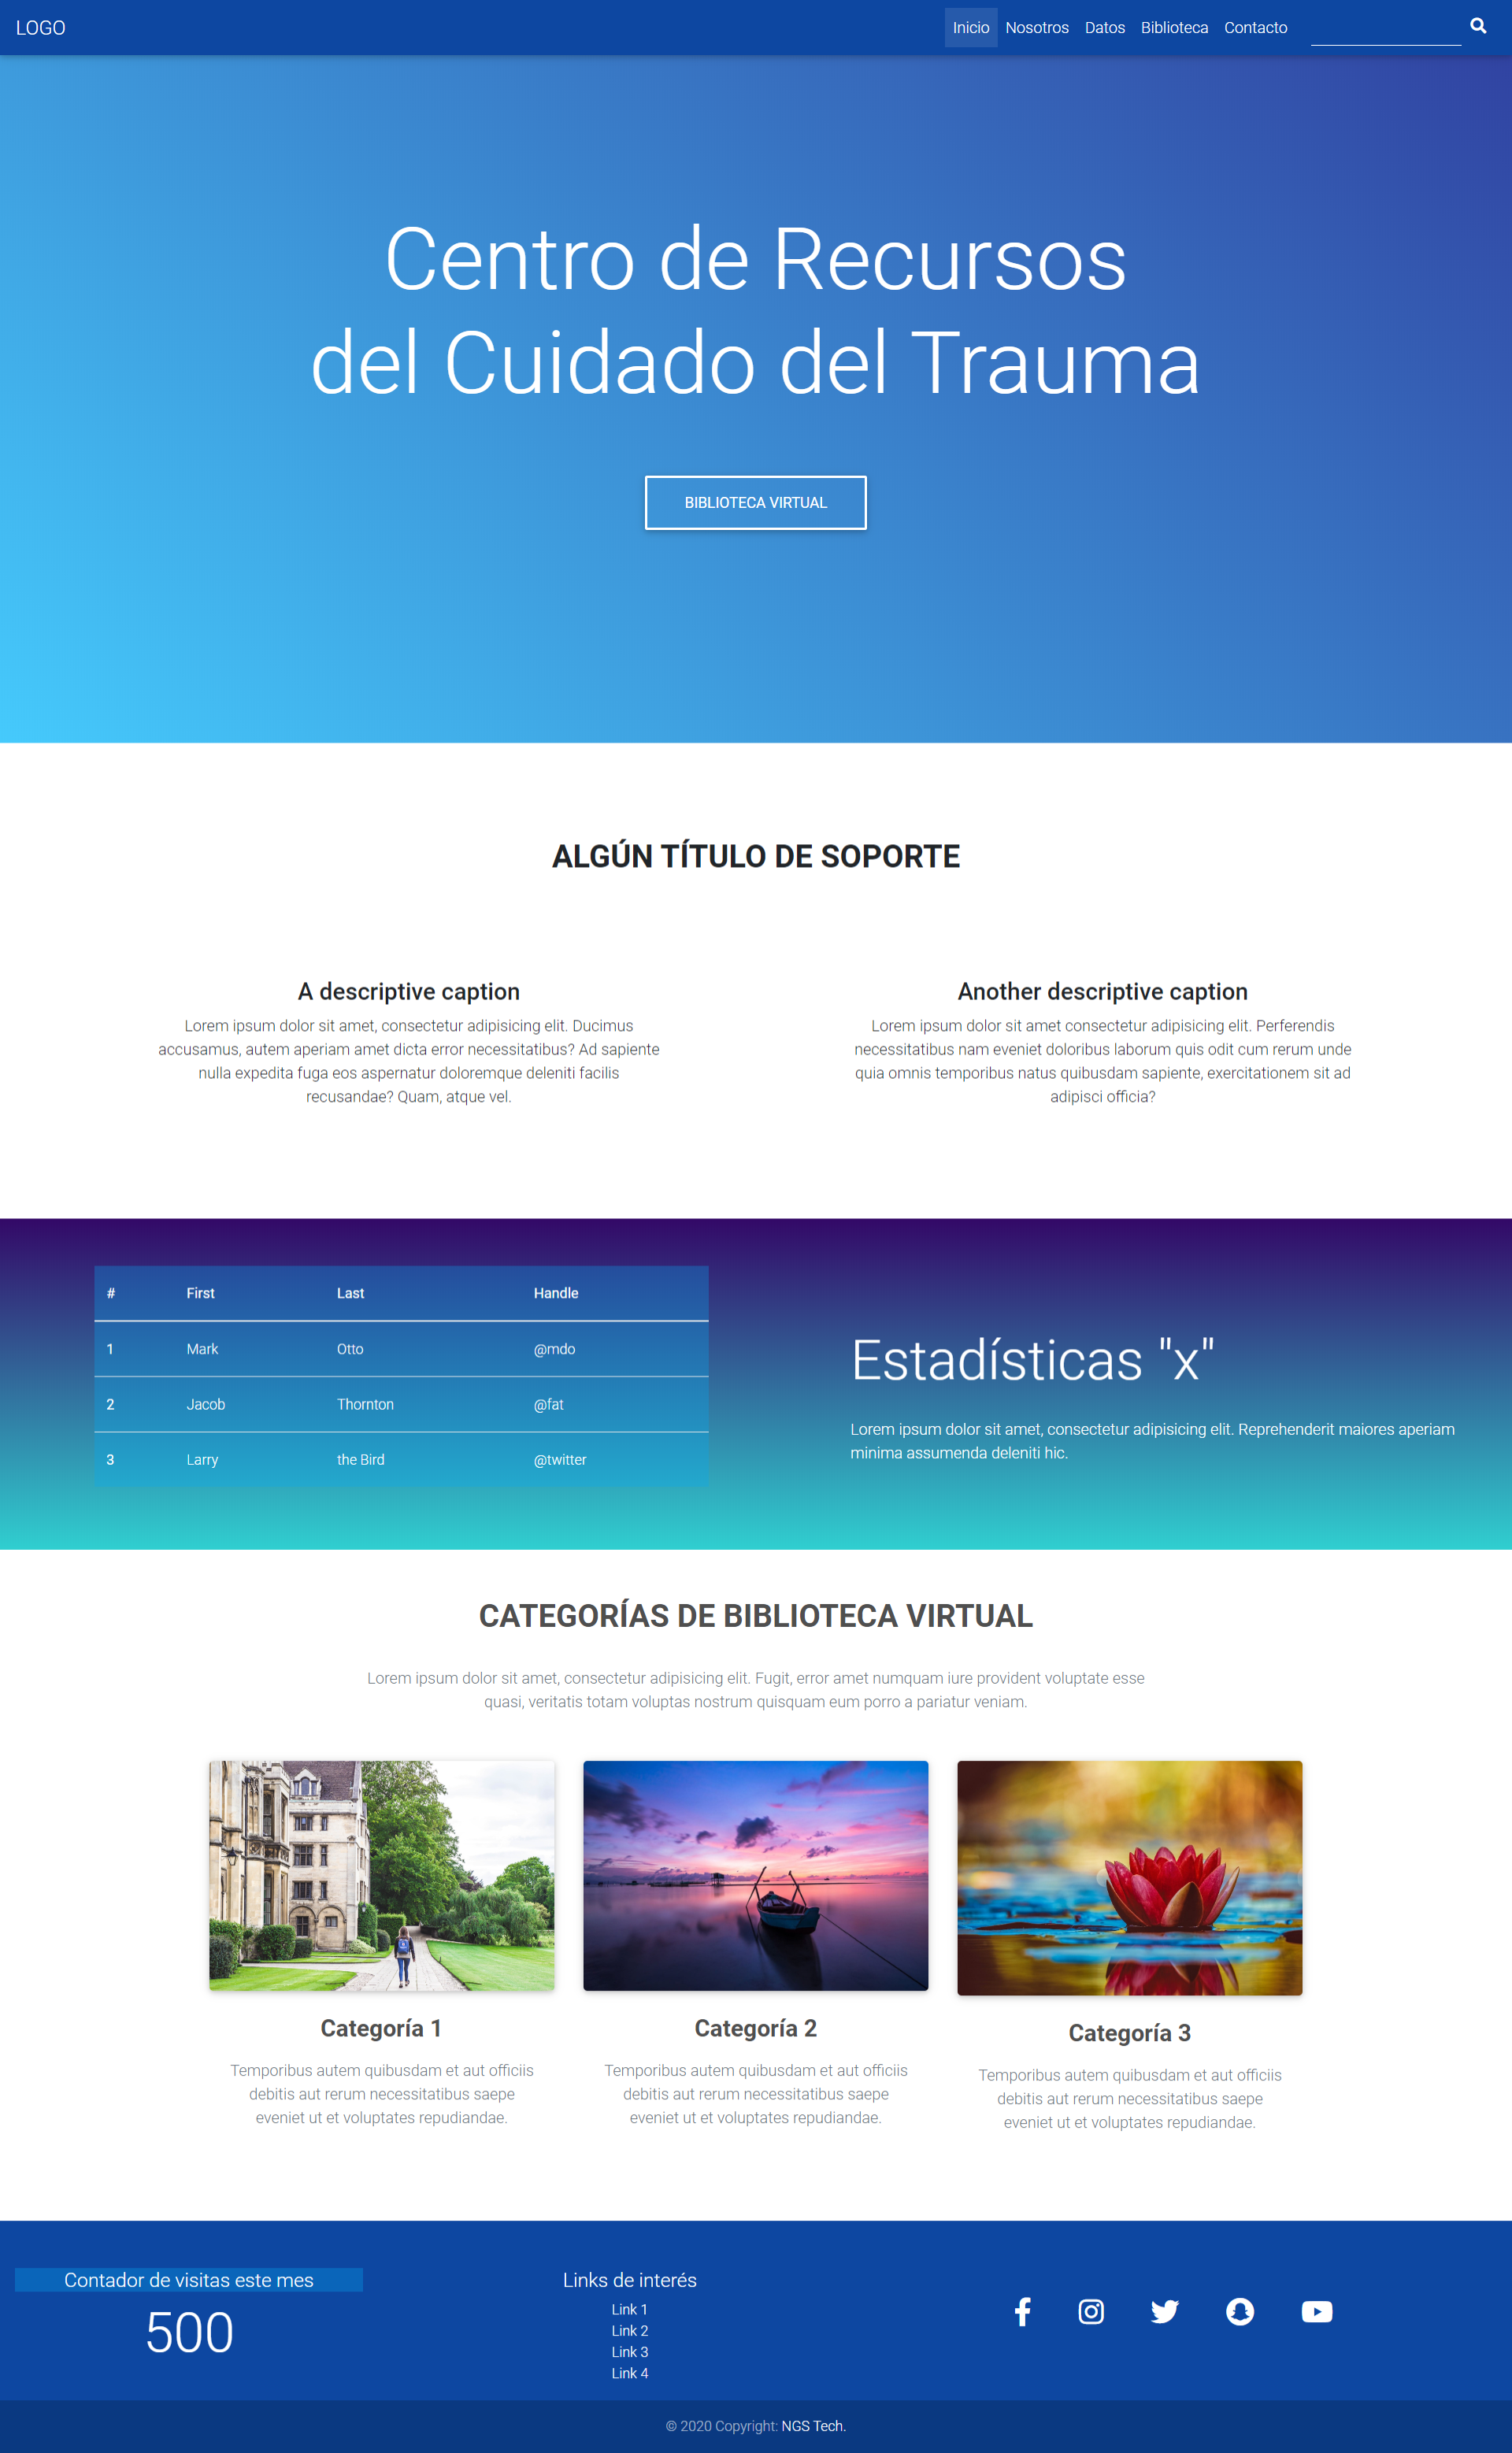 LOGO
Inicio Nosotros Datos Biblioteca Contacto
Centro de Recursos
del Cuidado del Trauma
BIBLIOTECA VIRTUAL
ALGÚN TÍTULO DE SOPORTE
A descriptive caption
Lorem ipsum dolor sit amet, consectetur adipisicing elit. Ducimus
accusamus, autem aperiam amet dicta error necessitatibus? Ad sapiente
nulla expedita fuga eos aspernatur doloremque deleniti facilis
recusandae? Quam, atque vel.
Another descriptive caption
Lorem ipsum dolor sit amet consectetur adipisicing elit. Perferendis
necessitatibus nam eveniet doloribus laborum quis odit cum rerum unde
quia omnis temporibus natus quibusdam sapiente, exercitationem sit ad
adipisci officia?
# First Last Handle
1 Mark Otto @mdo
2 Jacob Thornton @fat
3 Larry the Bird @twitter
Estadísticas "x"
Lorem ipsum dolor sit amet, consectetur adipisicing elit. Reprehenderit maiores aperiam
minima assumenda deleniti hic.
CATEGORÍAS DE BIBLIOTECA VIRTUAL
Lorem ipsum dolor sit amet, consectetur adipisicing elit. Fugit, error amet numquam iure provident voluptate esse
quasi, veritatis totam voluptas nostrum quisquam eum porro a pariatur veniam.
Categoría 1
Temporibus autem quibusdam et aut officiis
debitis aut rerum necessitatibus saepe
eveniet ut et voluptates repudiandae.
Categoría 2
Temporibus autem quibusdam et aut officiis
debitis aut rerum necessitatibus saepe
eveniet ut et voluptates repudiandae.
Categoría 3
Temporibus autem quibusdam et aut officiis
debitis aut rerum necessitatibus saepe
eveniet ut et voluptates repudiandae.
Contador de visitas este mes
500
Links de interés
Link 1
Link 2
Link 3
Link 4
© 2020 Copyright: NGS Tech.